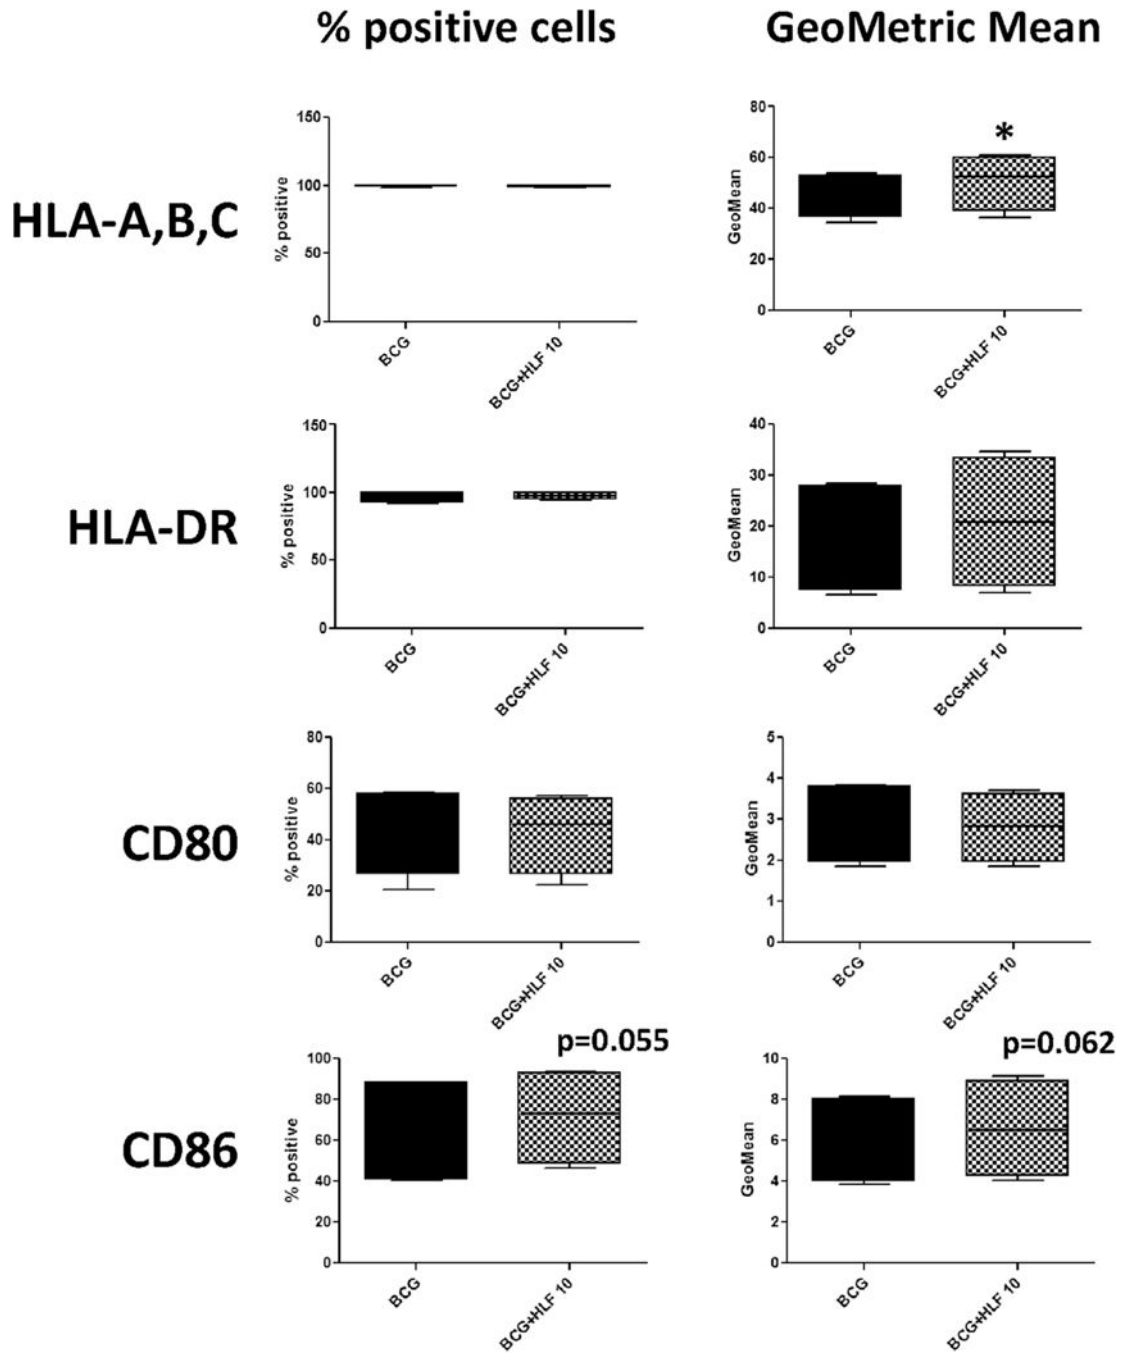 % positive cells
GeoMetric Mean
HLA-A,B,C
% positive
150
100
50
0
BCG
BCG+HLF 10
GeoMean
80
60
40
20
0
*
BCG
BCG+HLF 10
HLA-DR
% positive
150
100
50
0
BCG
BCG+HLF 10
GeoMean
40
30
20
10
0
BCG
BCG+HLF 10
CD80
% positive
80
60
40
20
0
BCG
BCG+HLF 10
GeoMean
5
4
3
2
1
0
BCG
BCG+HLF 10
CD86
% positive
100
80
60
40
20
0
p=0.055
BCG
BCG+HLF 10
GeoMean
10
8
6
4
2
0
p=0.062
BCG
BCG+HLF 10